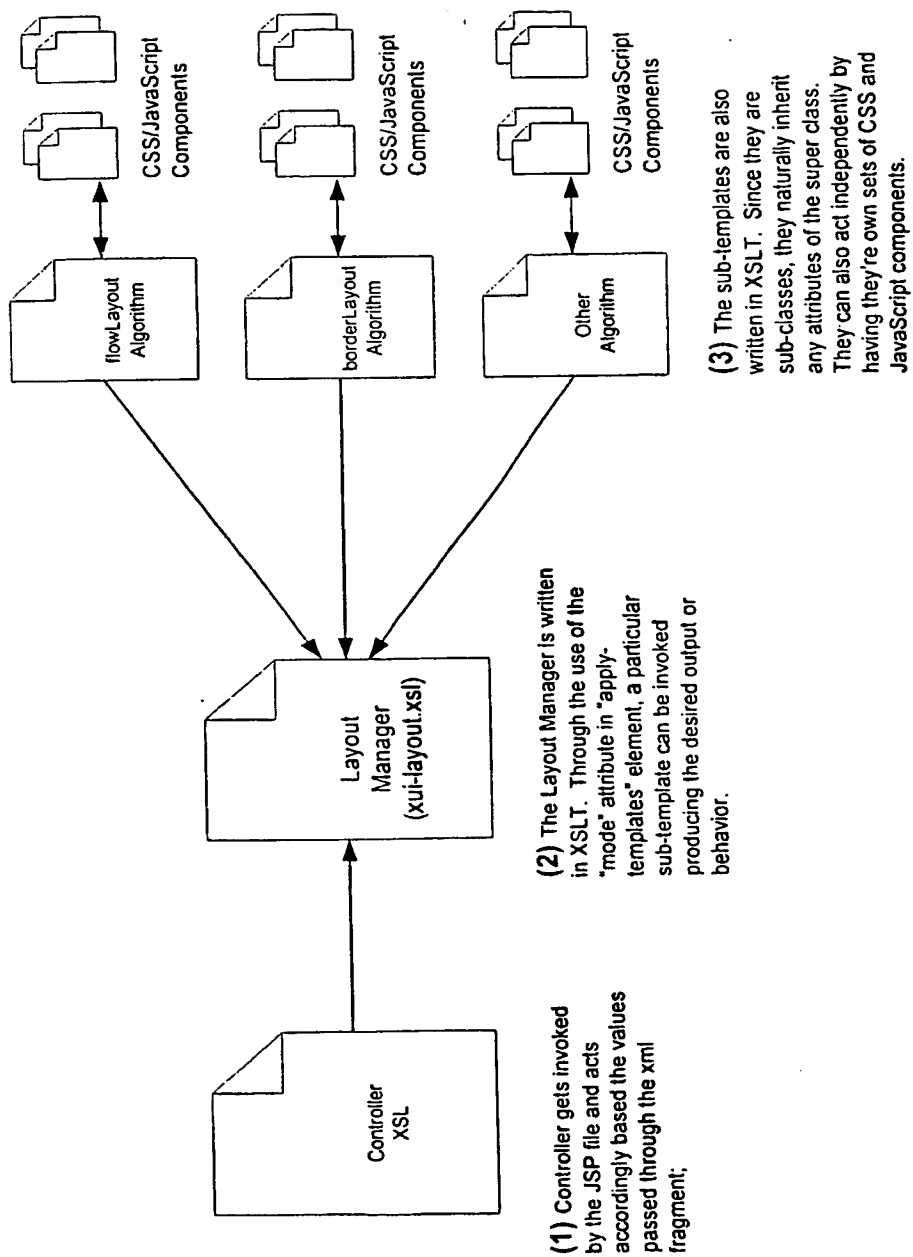 Controller
XSL
(1) Controller gets invoked
by the JSP file and acts
accordingly based the values
passed through the xml
fragment;
Layout
Manager
(xui-layout.xsl)
(2) The Layout Manager is written
in XSLT. Through the use of the
"mode" attribute in "apply-
templates" element, a particular
sub-template can be invoked
producing the desired output or
behavior.
flowLayout
Algorithm
CSS/JavaScript
Components
borderLayout
Algorithm
CSS/JavaScript
Components
Other
Algorithm
CSS/JavaScript
Components
(3) The sub-templates are also
written in XSLT. Since they are
sub-classes, they naturally inherit
any attributes of the super class.
They can also act independently by
having they're own sets of CSS and
JavaScript components.